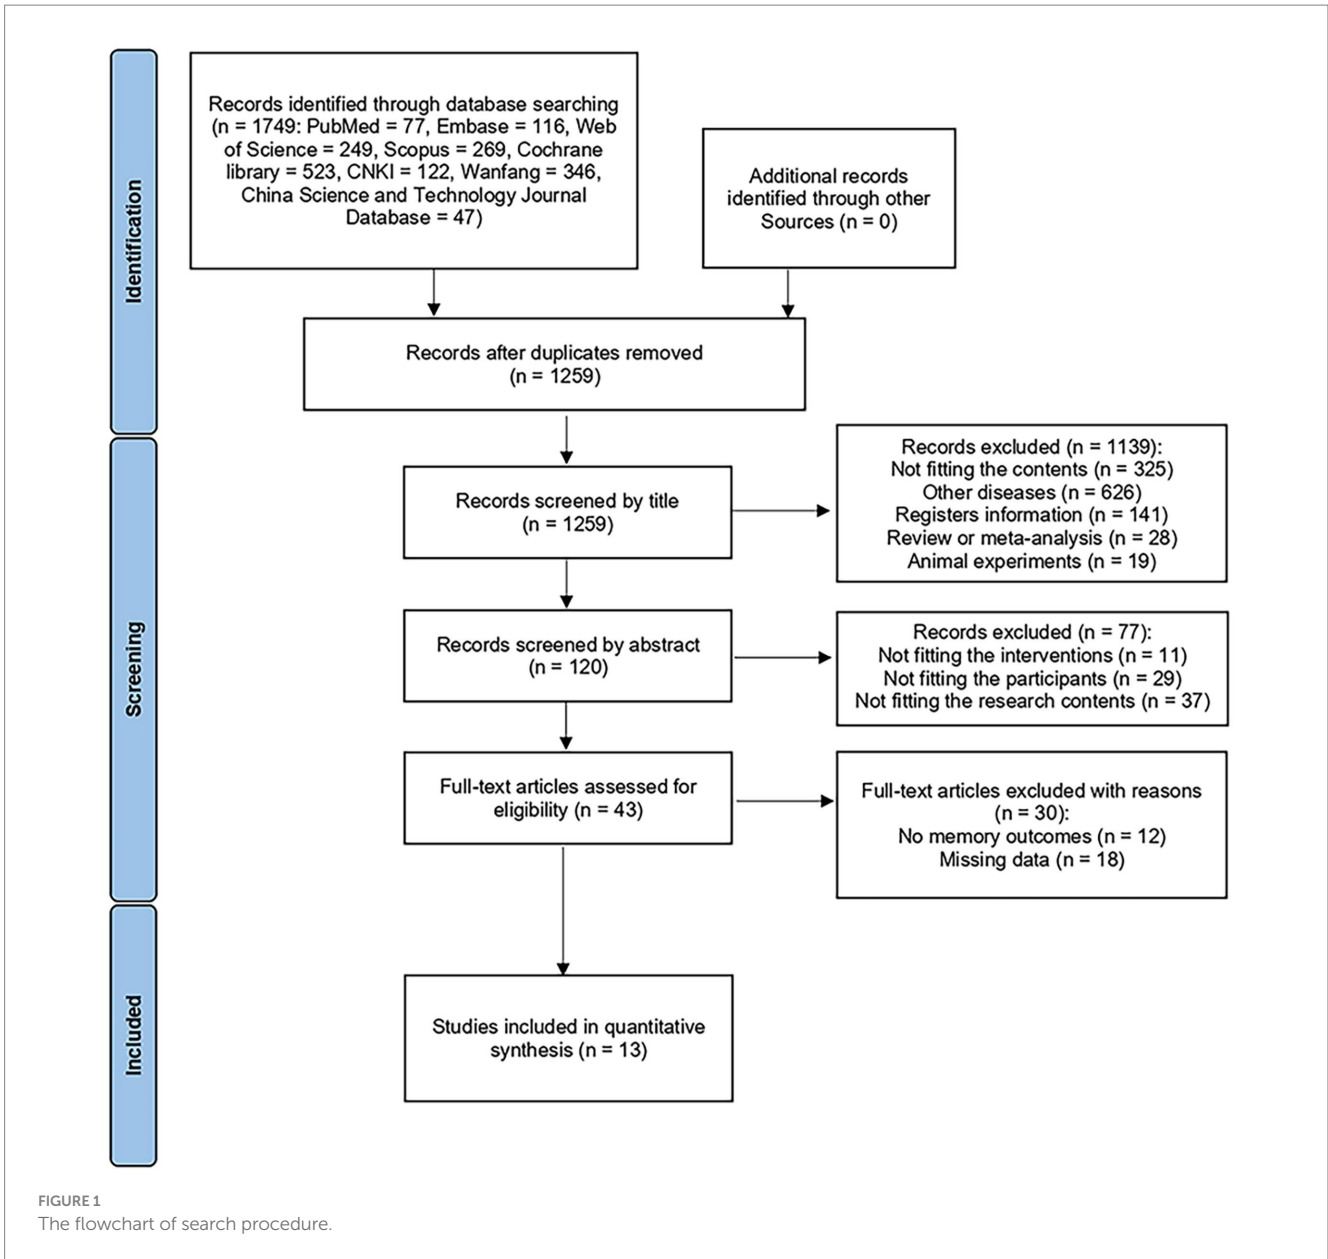 Identification
Records identified through database searching
(n = 1749: PubMed = 77, Embase = 116, Web
of Science = 249, Scopus = 269, Cochrane
library = 523, CNKI = 122, Wanfang = 346,
China Science and Technology Journal
Database = 47)
Additional records
identified through other
Sources (n = 0)
Records after duplicates removed
(n = 1259)
Screening
Records screened by title
(n = 1259)
Records excluded (n = 1139):
Not fitting the contents (n = 325)
Other diseases (n = 626)
Registers information (n = 141)
Review or meta-analysis (n = 28)
Animal experiments (n = 19)
Records screened by abstract
(n = 120)
Records excluded (n = 77):
Not fitting the interventions (n = 11)
Not fitting the participants (n = 29)
Not fitting the research contents (n = 37)
Full-text articles assessed for
eligibility (n = 43)
Full-text articles excluded with reasons
(n = 30):
No memory outcomes (n = 12)
Missing data (n = 18)
Included
Studies included in quantitative
synthesis (n = 13)
FIGURE 1
The flowchart of search procedure.